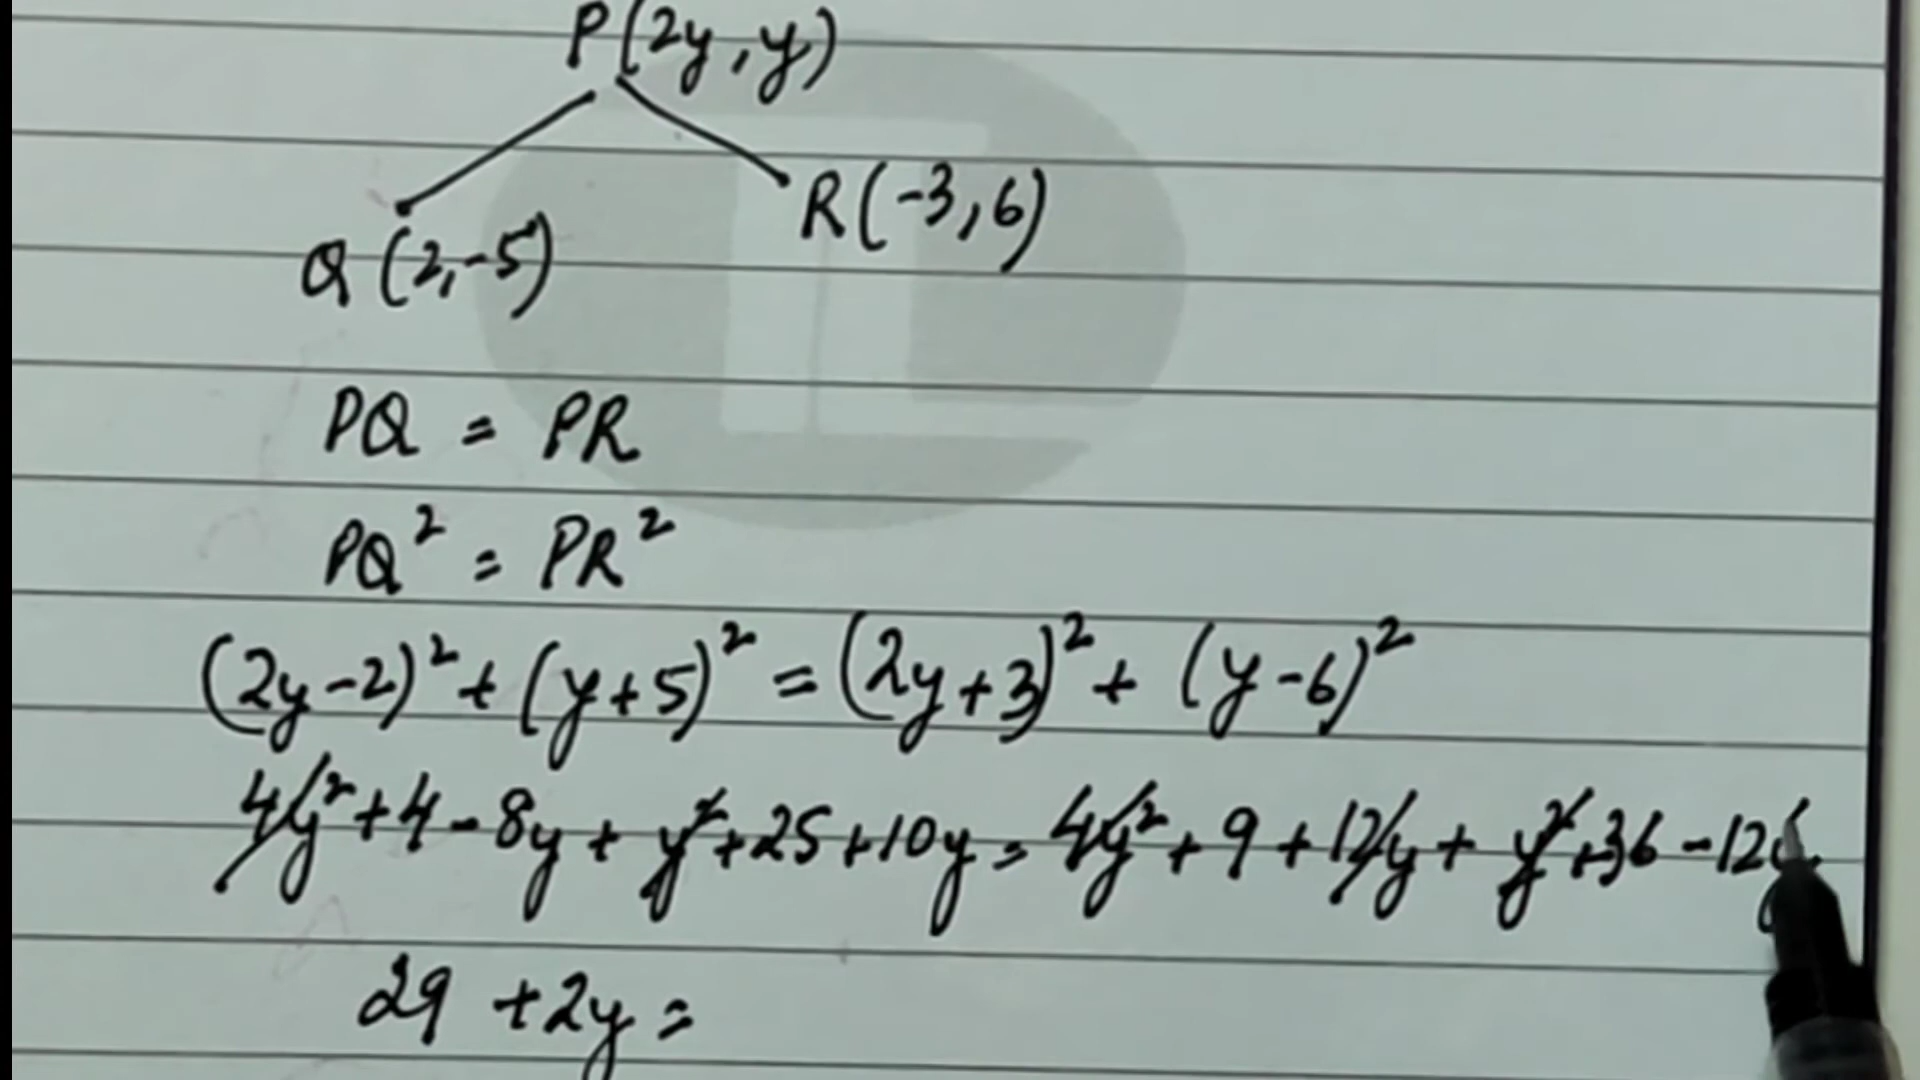 P(2y, y)
R(-3, 6)
Q(2, -5)
PQ = PR
PQ² = PR²
(2y-2)² + (y+5)² = (2y+3)² + (y-6)²
4y² + 4 - 8y + y² + 25 + 10y = 4y² + 9 + 12y + y² + 36 - 12y
29 + 2y =